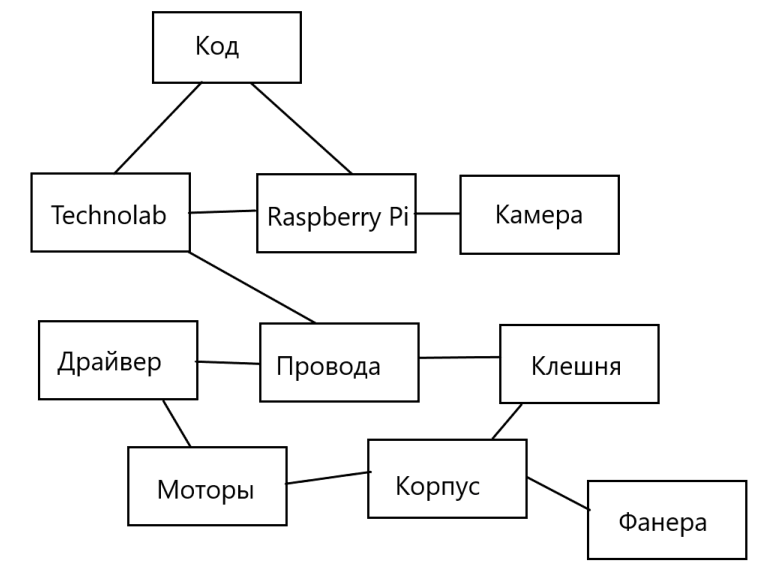 Код
Technolab
Raspberry Pi
Камера
Драйвер
Провода
Клешня
Моторы
Корпус
Фанера